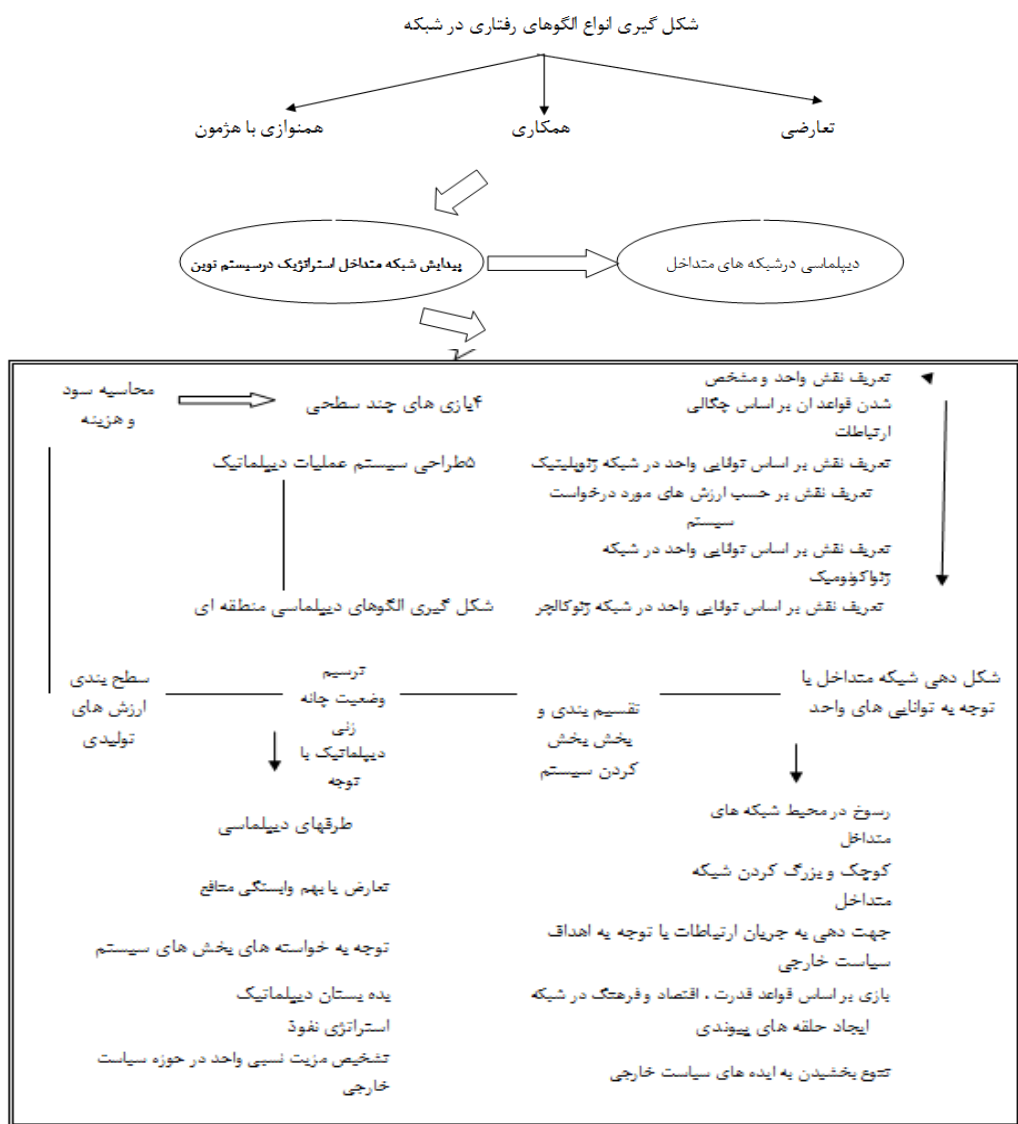 شکل گیری انواع الگوهای رفتاری در شبکه
تعارضی
همکاری
همنوازی با هژمون
دیپلماسی درشبکه های متداخل
پیدایش شبکه متداخل استراتژیک درسیستم نوین
تعریف نقش واحد و مشخص
شدن قواعد ان بر اساس چگالی
ارتباطات
تعریف نقش بر اساس توانایی واحد در شبکه ژئوپلیتیک
تعریف نقش بر حسب ارزش های مورد درخواست
سیستم
تعریف نقش بر اساس توانایی واحد در شبکه
ژئواکونومیک
تعریف نقش بر اساس توانایی واحد در شبکه ژئوکالچر
۴بازی های چند سطحی
محاسبه سود
و هزینه
۵طراحی سیستم عملیات دیپلماتیک
شکل گیری الگوهای دیپلماسی منطقه ای
شکل دهی شبکه متداخل با
توجه به توانایی های واحد
تقسیم بندی و
بخش بخش
کردن سیستم
ترسیم
وضعیت چانه
زنی
دیپلماتیک با
توجه
سطح بندی
ارزش های
تولیدی
رسوخ در محیط شبکه های
متداخل
کوچک و بزرگ کردن شبکه
متداخل
جهت دهی به جریان ارتباطات با توجه به اهداف
سیاست خارجی
بازی بر اساس قواعد قدرت ، اقتصاد و فرهنگ در شبکه
ایجاد حلقه های پیوندی
تنوع بخشیدن به ایده های سیاست خارجی
طرقهای دیپلماسی
تعارض یا بهم وابستگی منافع
توجه به خواسته های بخش های سیستم
بده بستان دیپلماتیک
استراتژی نفوذ
تشخیص مزیت نسبی واحد در حوزه سیاست
خارجی